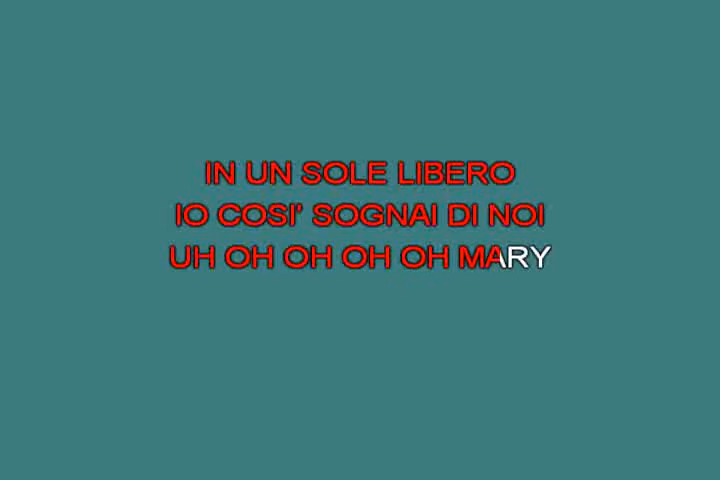 IN UN SOLE LIBERO
IO COSI' SOGNAI DI NOI
UH OH OH OH OH MARY